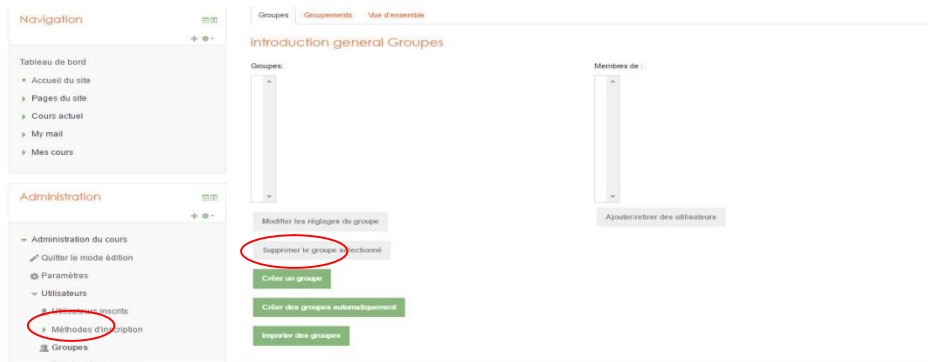 Navigation
Tableau de bord
Accueil du site
Pages du site
Cours actuel
My mail
Mes cours
Administration
Administration du cours
Quitter le mode édition
Paramètres
Utilisateurs
Utilisateurs inscrits
Méthodes d'inscription
Groupes
Groupes Groupements Vue d'ensemble
Introduction general Groupes
Groupes:
Membres de :
Modifier les réglages du groupe
Ajouter/retirer des utilisateurs
Supprimer le groupe sélectionné
Créer un groupe
Créer des groupes automatiquement
Importer des groupes